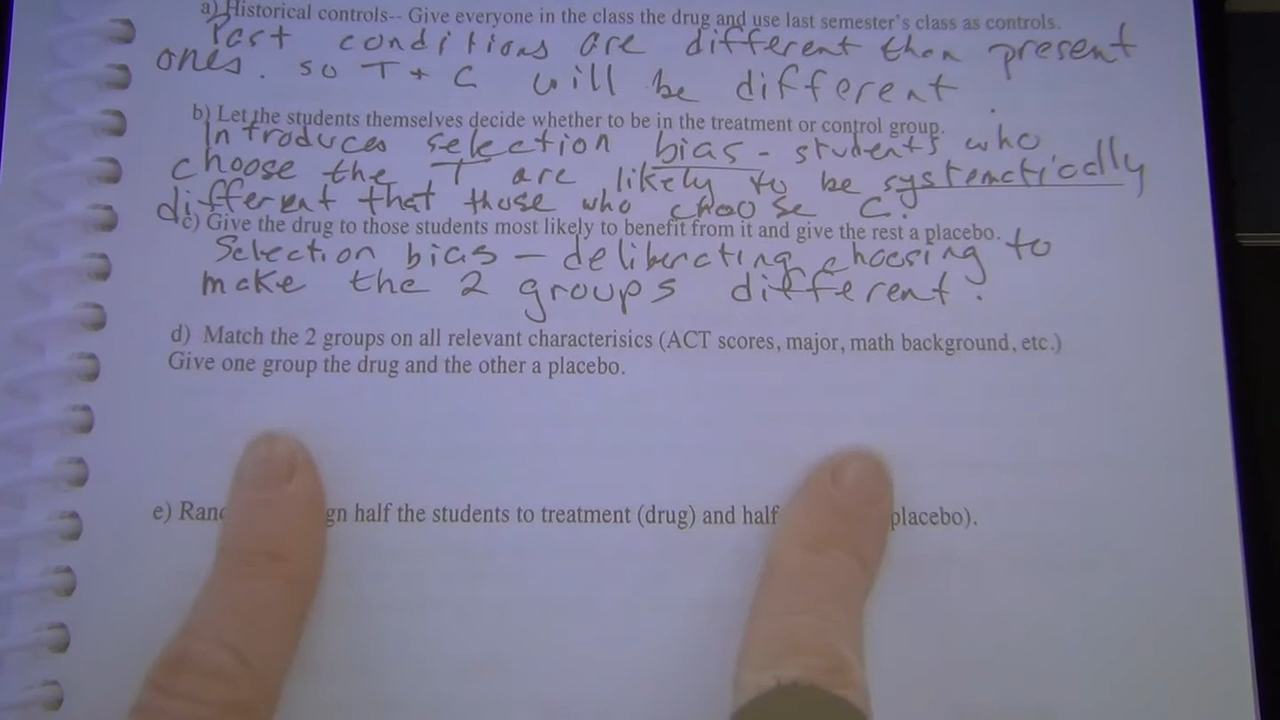 a) Historical controls-- Give everyone in the class the drug and use last semester's class as controls.
Past conditions are different than present
ones. so T + C will be different.
b) Let the students themselves decide whether to be in the treatment or control group.
Introduces selection bias - students who
choose the T are likely to be systematically
different that those who choose C.
c) Give the drug to those students most likely to benefit from it and give the rest a placebo.
Selection bias — deliberating choosing to
make the 2 groups different.
d) Match the 2 groups on all relevant characterisics (ACT scores, major, math background, etc.)
Give one group the drug and the other a placebo.
e) half the students to treatment (drug) and half placebo).